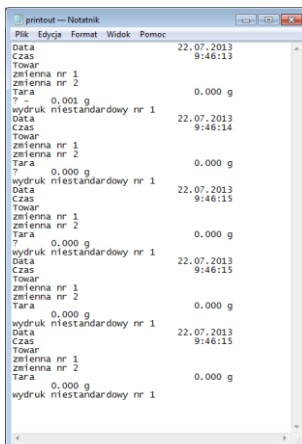 printout — Notatnik
Plik Edycja Format Widok Pomoc
Data 22.07.2013
Czas 9:46:13
Towar
zmienna nr 1
zmienna nr 2
Tara 0.000 g
? - 0.001 g
wydruk niestandardowy nr 1
Data 22.07.2013
Czas 9:46:14
Towar
zmienna nr 1
zmienna nr 2
Tara 0.000 g
? 0.000 g
wydruk niestandardowy nr 1
Data 22.07.2013
Czas 9:46:15
Towar
zmienna nr 1
zmienna nr 2
Tara 0.000 g
? 0.000 g
wydruk niestandardowy nr 1
Data 22.07.2013
Czas 9:46:15
Towar
zmienna nr 1
zmienna nr 2
Tara 0.000 g
0.000 g
wydruk niestandardowy nr 1
Data 22.07.2013
Czas 9:46:15
Towar
zmienna nr 1
zmienna nr 2
Tara 0.000 g
0.000 g
wydruk niestandardowy nr 1